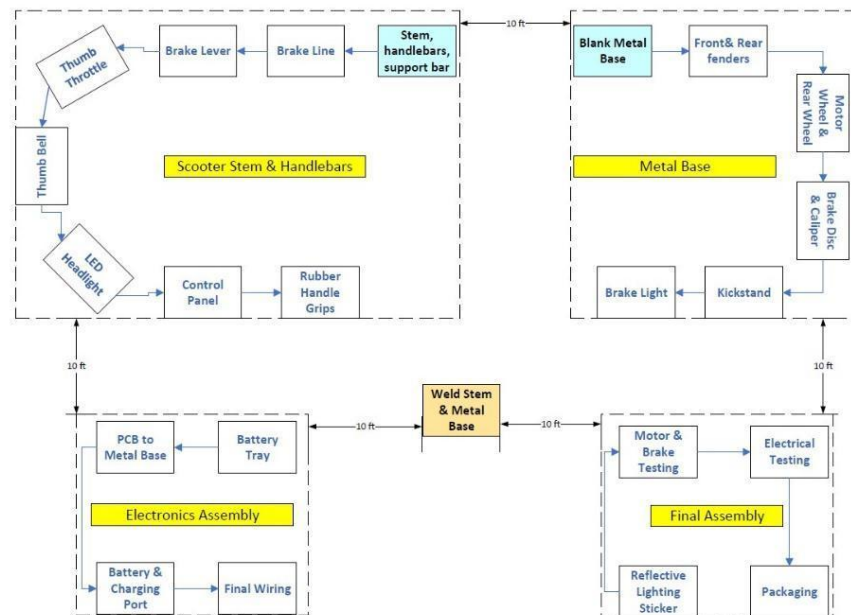 Stem,
handlebars,
support bar
Brake Line
Brake Lever
Thumb
Throttle
Thumb Bell
LED
Headlight
Control
Panel
Rubber
Handle
Grips
Scooter Stem & Handlebars
10 ft
Blank Metal
Base
Front& Rear
fenders
Motor
Wheel &
Rear Wheel
Brake Disc
& Caliper
Kickstand
Brake Light
Metal Base
10 ft
10 ft
Battery
Tray
PCB to
Metal Base
Battery &
Charging
Port
Final Wiring
Electronics Assembly
10 ft
Weld Stem
& Metal
Base
10 ft
Reflective
Lighting
Sticker
Motor &
Brake
Testing
Electrical
Testing
Packaging
Final Assembly